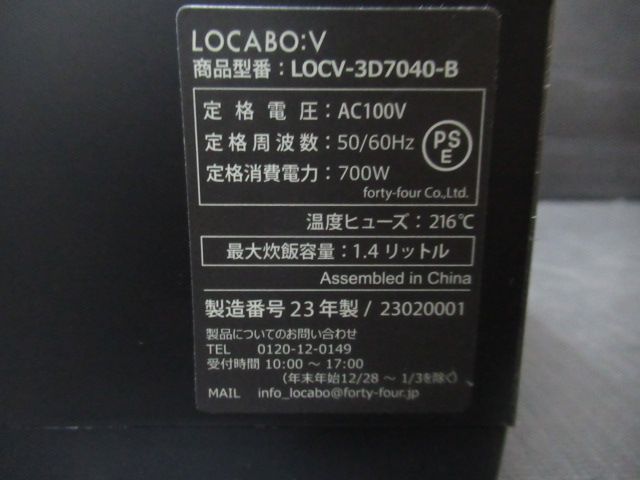 LOCABO:V
商品型番：LOCV-3D7040-B
定格電圧：AC100V
定格周波数：50/60Hz
PSE
定格消費電力：700W
forty-four Co.,Ltd.
温度ヒューズ：216℃
最大炊飯容量：1.4リットル
Assembled in China
製造番号23年製/23020001
製品についてのお問い合わせ
TEL 0120-12-0149
受付時間 10:00～17:00
（年末年始12/28～1/3を除く）
MAIL info_locabo@forty-four.jp